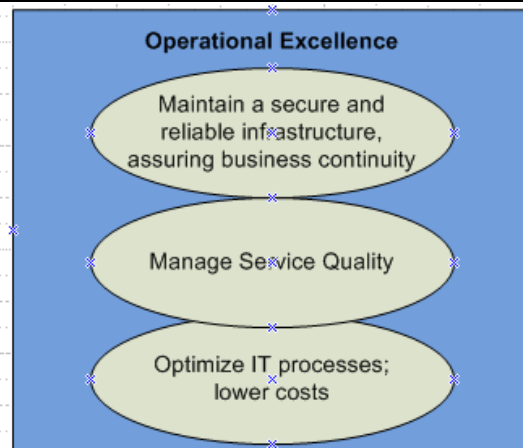 Operational Excellence
Maintain a secure and
reliable infrastructure,
assuring business continuity
Manage Service Quality
Optimize IT processes;
lower costs